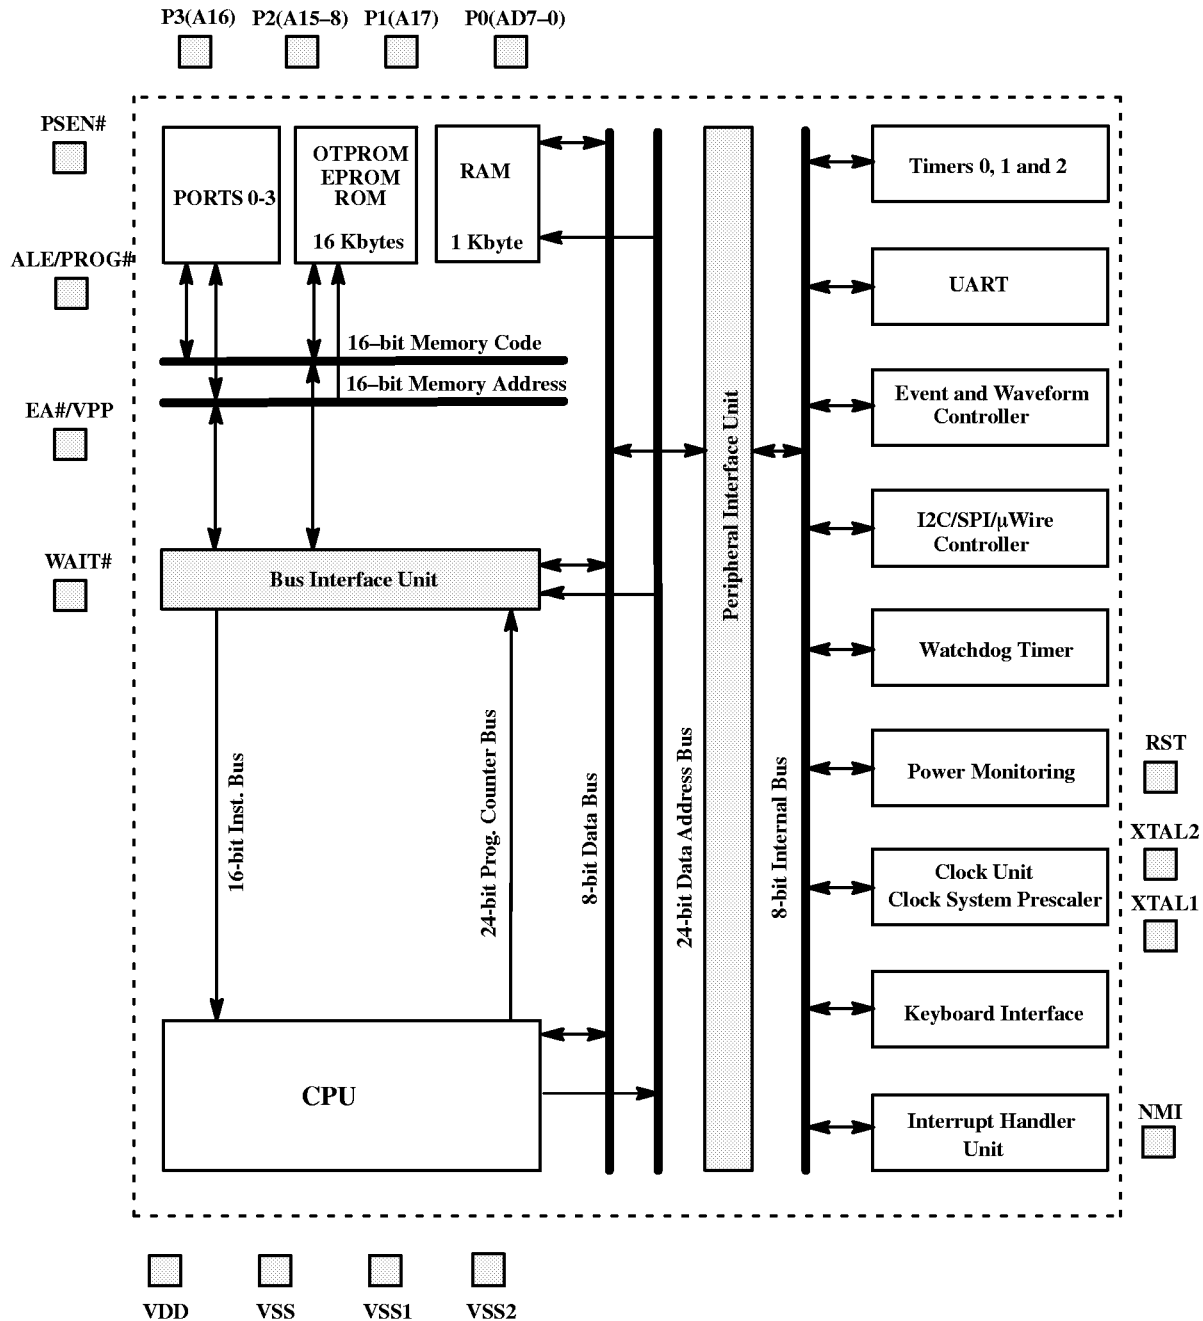 P3(A16) P2(A15–8) P1(A17) P0(AD7–0)
PSEN#
ALE/PROG#
EA#/VPP
WAIT#
PORTS 0-3
OTPROM
EPROM
ROM
16 Kbytes
RAM
1 Kbyte
16–bit Memory Code
16–bit Memory Address
Bus Interface Unit
16-bit Inst. Bus
24-bit Prog. Counter Bus
8-bit Data Bus
24-bit Data Address Bus
Peripheral Interface Unit
8-bit Internal Bus
CPU
Timers 0, 1 and 2
UART
Event and Waveform
Controller
I2C/SPI/μWire
Controller
Watchdog Timer
Power Monitoring
Clock Unit
Clock System Prescaler
Keyboard Interface
Interrupt Handler
Unit
RST
XTAL2
XTAL1
NMI
VDD VSS VSS1 VSS2